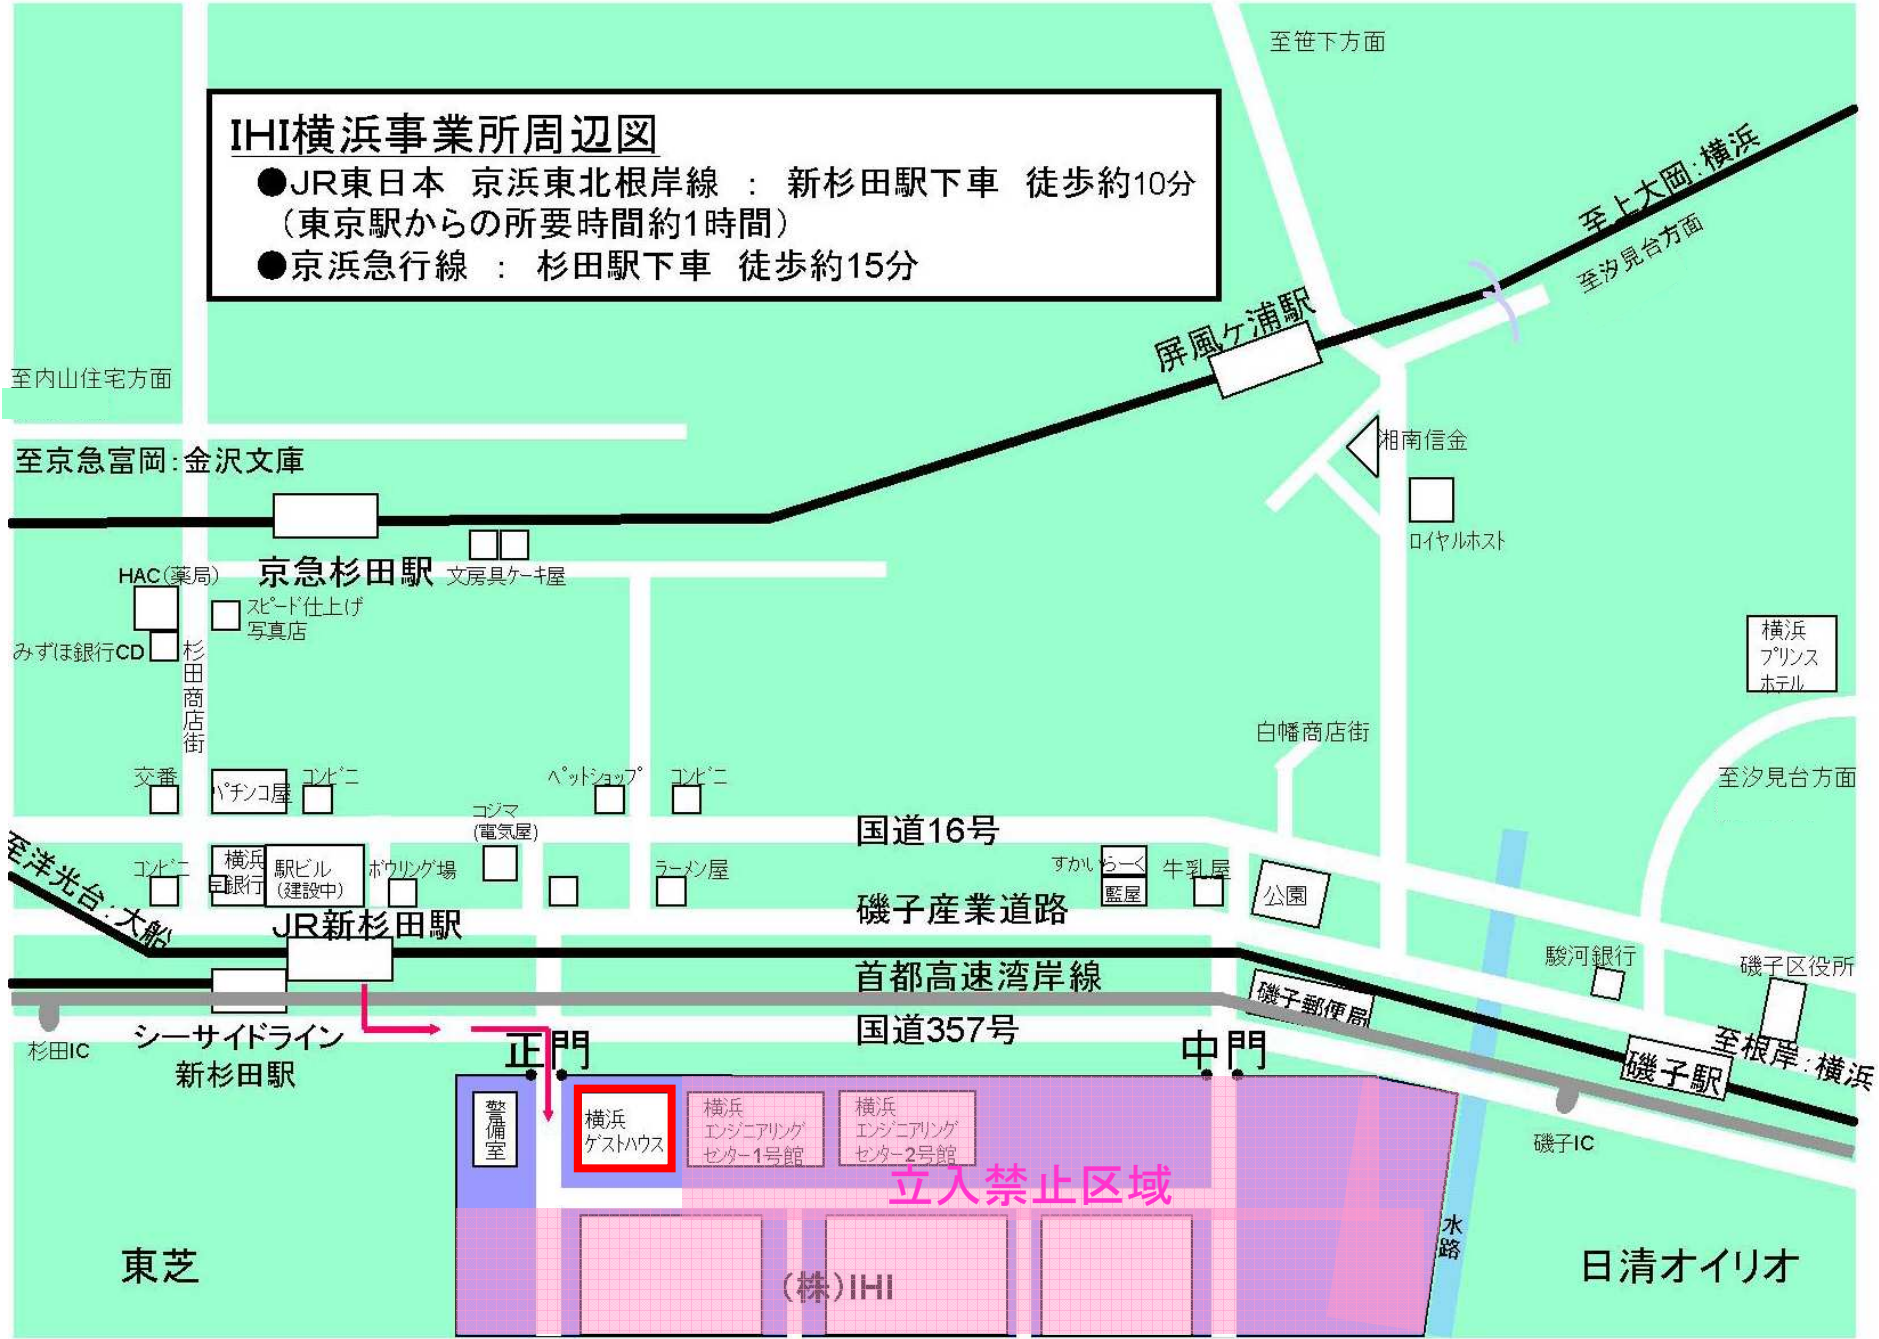 至笹下方面
IHI横浜事業所周辺図
●JR東日本 京浜東北根岸線 : 新杉田駅下車 徒歩約10分
(東京駅からの所要時間約1時間)
●京浜急行線 : 杉田駅下車 徒歩約15分
至上大岡:横浜
至汐見台方面
屏風ヶ浦駅
至内山住宅方面
至京急富岡:金沢文庫
湘南信金
ロイヤルホスト
京急杉田駅
HAC(薬局)
文房具ケーキ屋
スピード仕上げ
写真店
みずほ銀行CD
杉田商店街
横浜
プリンス
ホテル
白幡商店街
至汐見台方面
交番
パチンコ屋
コンビニ
ペットショップ
コンビニ
コジマ
(電気屋)
国道16号
至洋光台:大船
コンビニ
横浜
銀行
駅ビル
(建設中)
ボウリング場
ラーメン屋
すかいらーく
藍屋
牛乳屋
公園
磯子産業道路
JR新杉田駅
首都高速湾岸線
駿河銀行
磯子区役所
磯子郵便局
国道357号
杉田IC
シーサイドライン
新杉田駅
正門
中門
磯子駅
至根岸:横浜
磯子IC
警備室
横浜
ゲストハウス
横浜
エンジニアリング
センター1号館
横浜
エンジニアリング
センター2号館
立入禁止区域
水路
東芝
(株)IHI
日清オイリオ